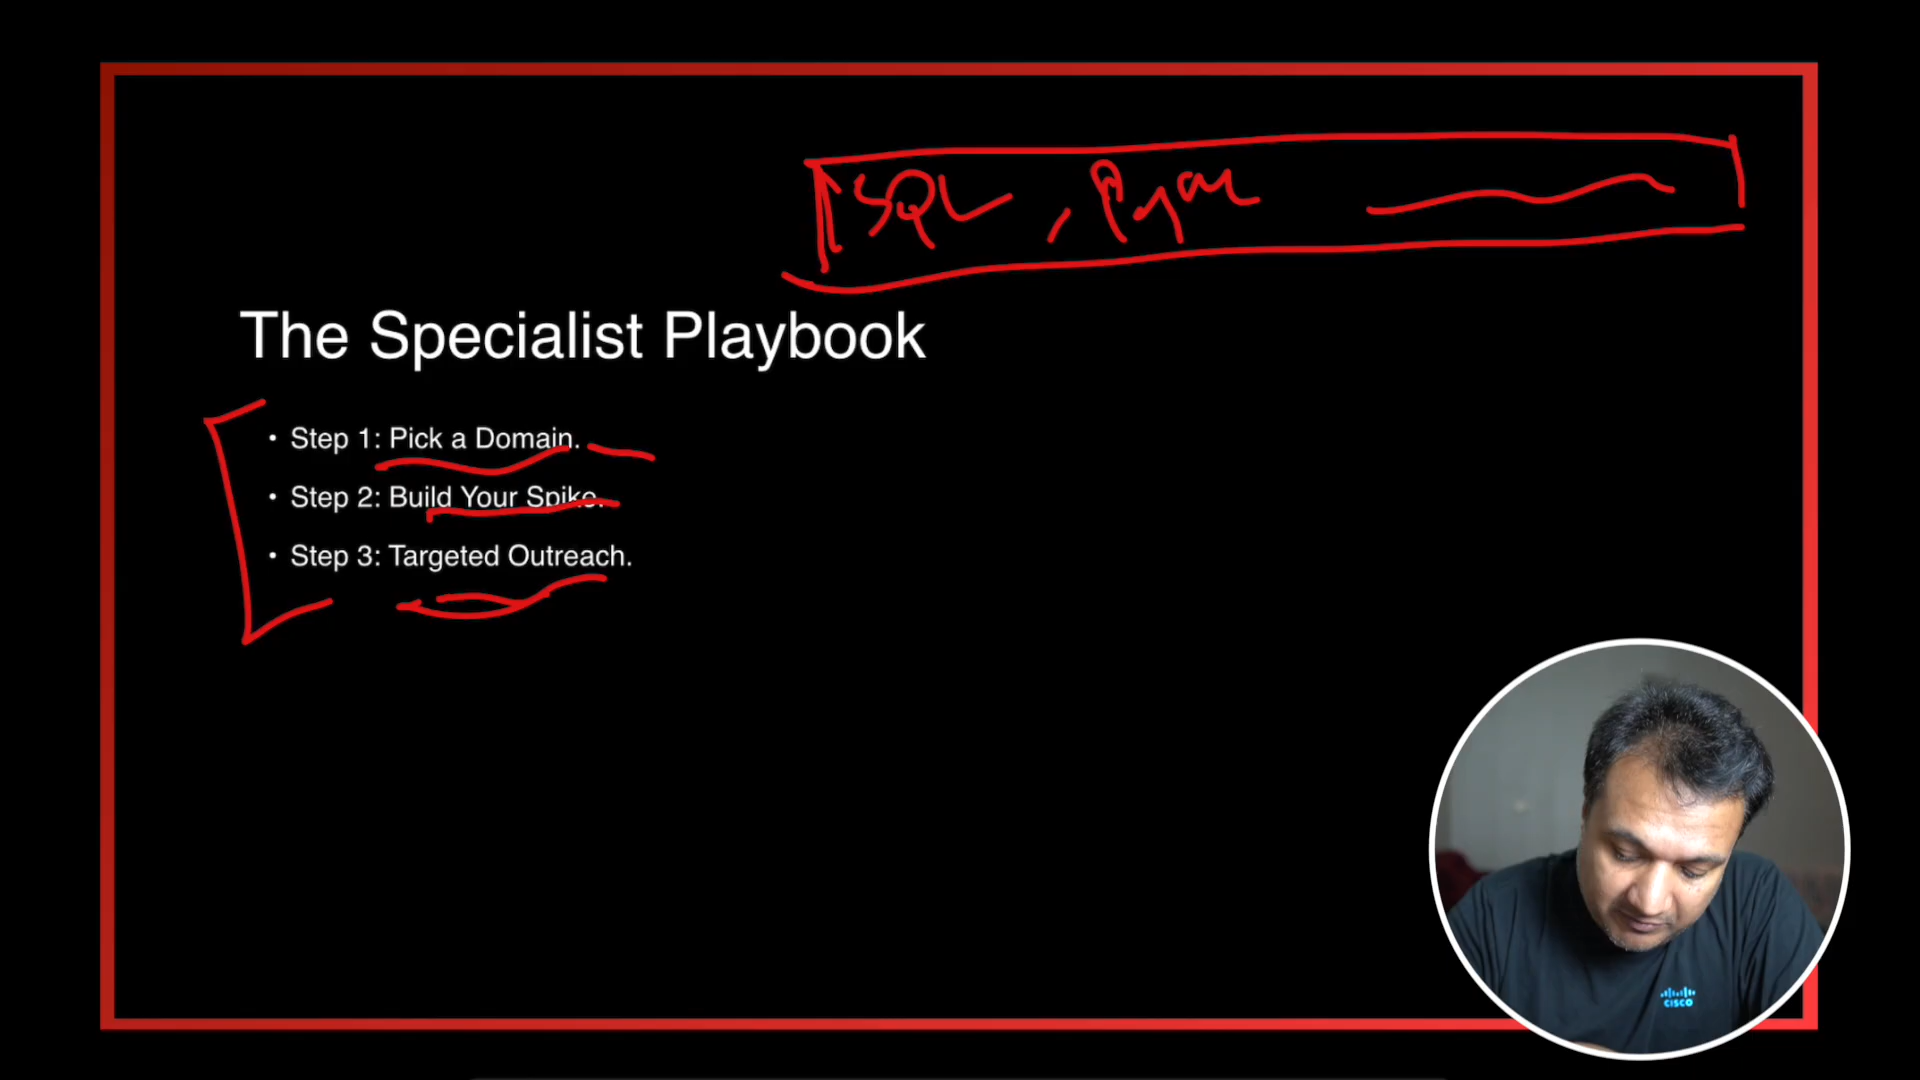 SQL,
The Specialist Playbook
• Step 1: Pick a Domain.
• Step 2: Build Your Spike.
• Step 3: Targeted Outreach.
CISCO